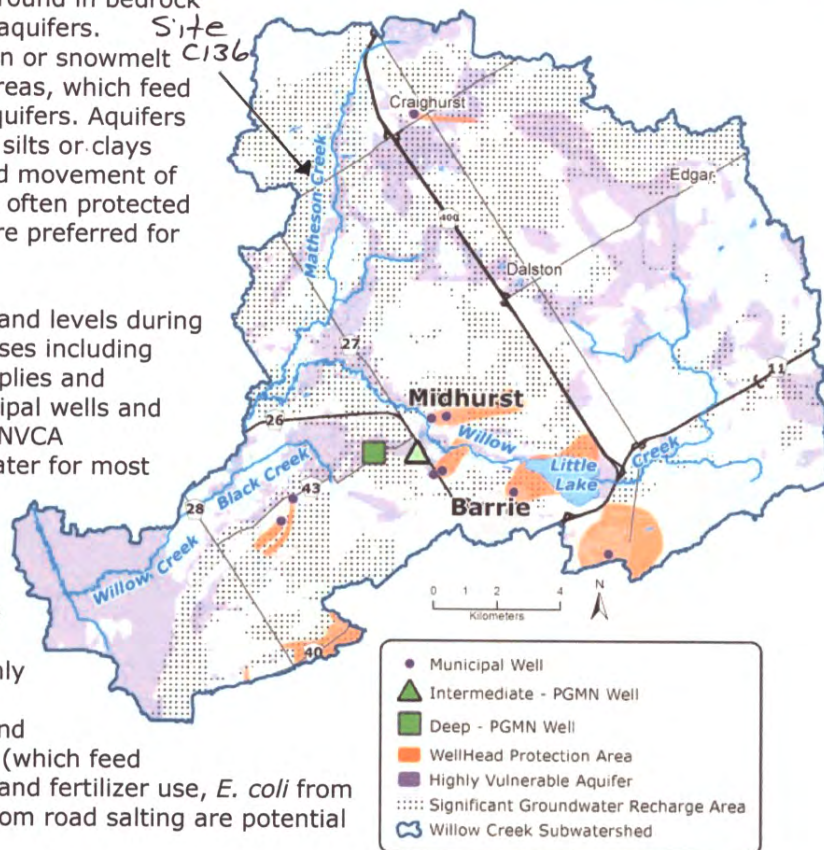 ound in bedrock
aquifers.
Site
C136
n or snowmelt
reas, which feed
quifers. Aquifers
silts or clays
d movement of
often protected
re preferred for
and levels during
ses including
plies and
ipal wells and
NVCA
ater for most
nly
nd
(which feed
and fertilizer use, E. coli from
om road salting are potential
Craighurst
Matheson Creek
Edgar
400
Dalston
27
11
Midhurst
26
Willow
Creek
Little
Lake
Black Creek
43
Barrie
28
Willow Creek
0 1 2 4
Kilometers
N
40
Municipal Well
Intermediate - PGMN Well
Deep - PGMN Well
WellHead Protection Area
Highly Vulnerable Aquifer
Significant Groundwater Recharge Area
Willow Creek Subwatershed